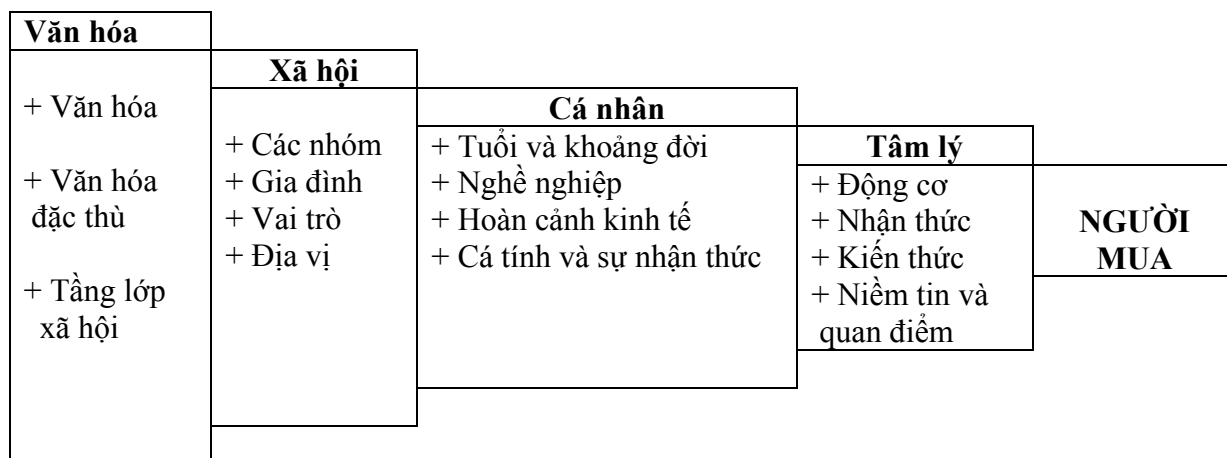 Văn hóa
+ Văn hóa
+ Văn hóa
đặc thù
+ Tầng lớp
xã hội
Xã hội
+ Các nhóm
+ Gia đình
+ Vai trò
+ Địa vị
Cá nhân
+ Tuổi và khoảng đời
+ Nghề nghiệp
+ Hoàn cảnh kinh tế
+ Cá tính và sự nhận thức
Tâm lý
+ Động cơ
+ Nhận thức
+ Kiến thức
+ Niềm tin và
quan điểm
NGƯỜI
MUA